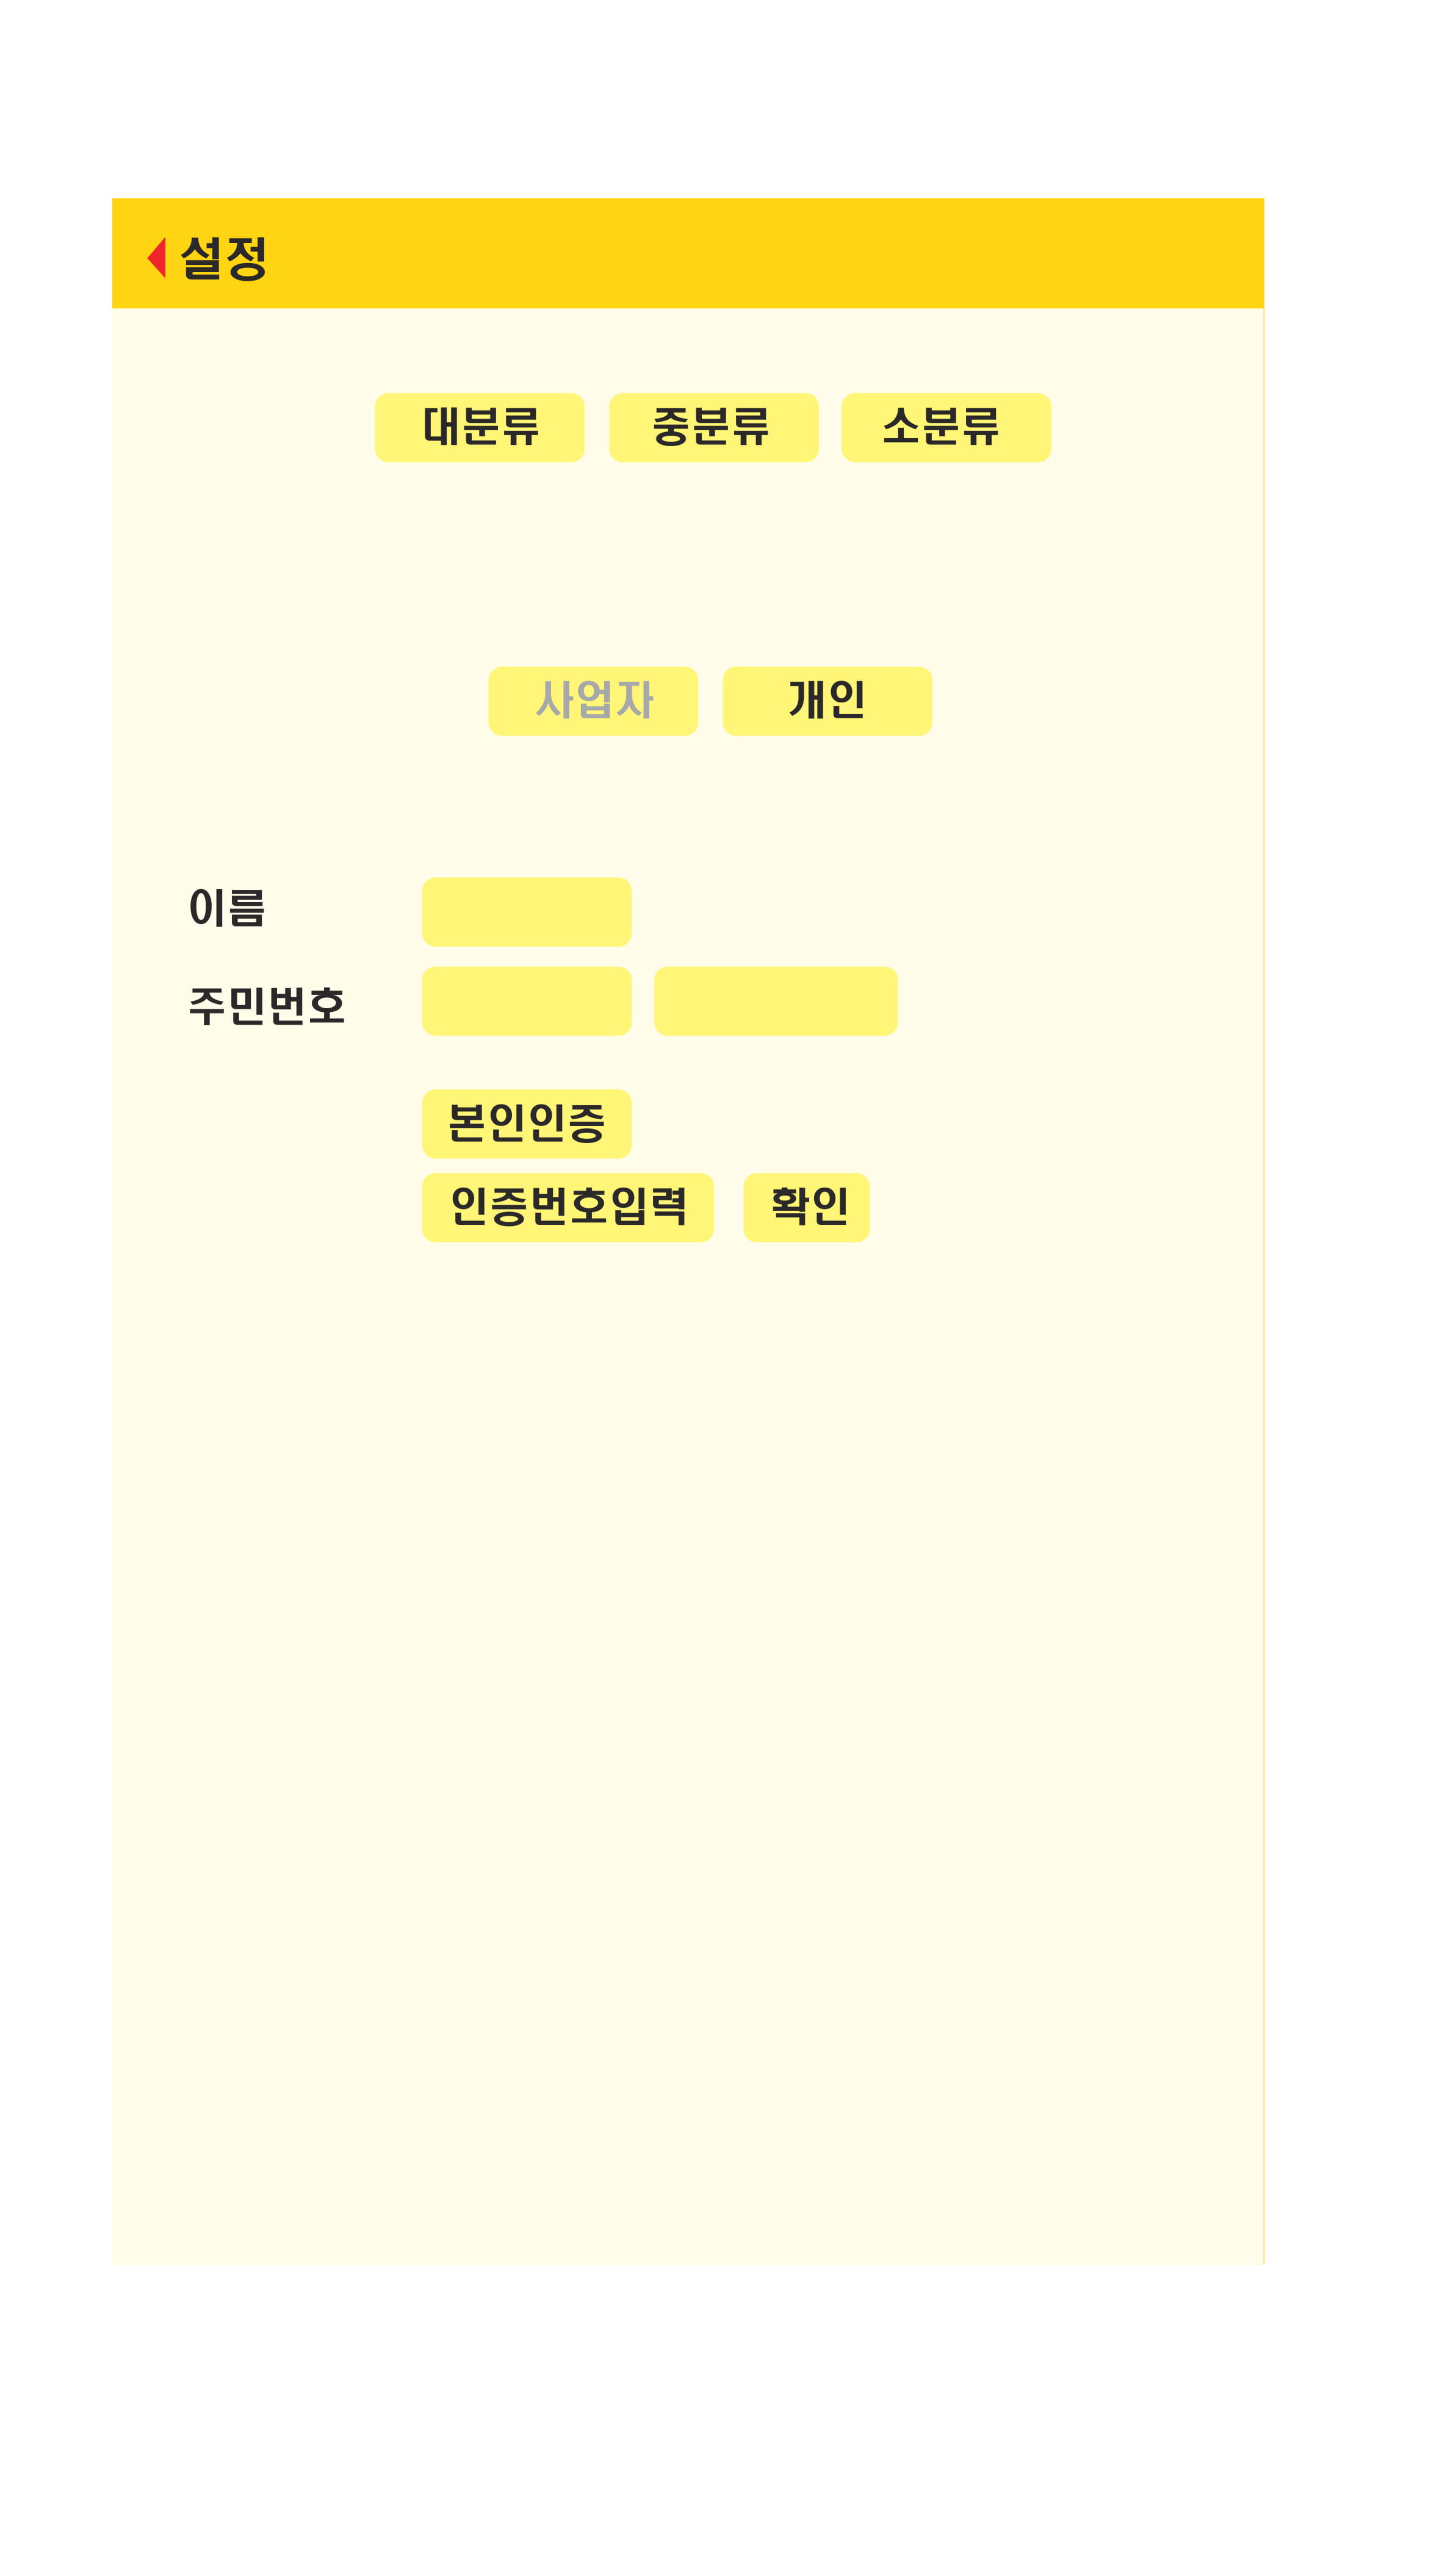 설정
대분류 중분류 소분류
사업자 개인
이름
주민번호
본인인증
인증번호입력 확인